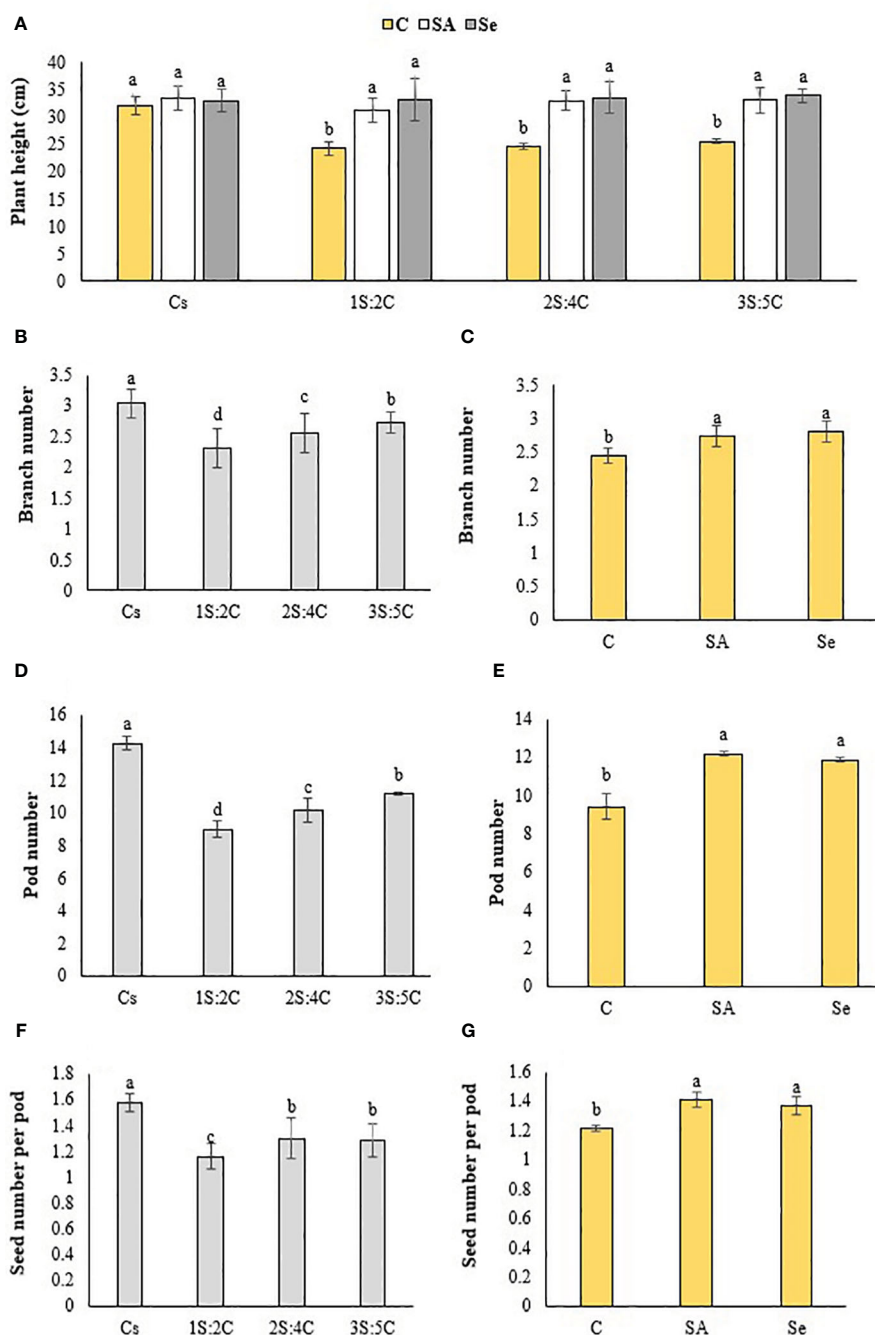 A
C SA Se
Plant height (cm)
40
35
30
25
20
15
10
5
0
a a a
b a a
b a a
b a a
Cs 1S:2C 2S:4C 3S:5C
B
Branch number
3.5
3
2.5
2
1.5
1
0.5
0
a d c b
Cs 1S:2C 2S:4C 3S:5C
C
Branch number
3.5
3
2.5
2
1.5
1
0.5
0
b a a
C SA Se
D
Pod number
16
14
12
10
8
6
4
2
0
a d c b
Cs 1S:2C 2S:4C 3S:5C
E
Pod number
14
12
10
8
6
4
2
0
b a a
C SA Se
F
Seed number per pod
1.8
1.6
1.4
1.2
1
0.8
0.6
0.4
0.2
0
a c b b
Cs 1S:2C 2S:4C 3S:5C
G
Seed number per pod
1.6
1.4
1.2
1
0.8
0.6
0.4
0.2
0
b a a
C SA Se